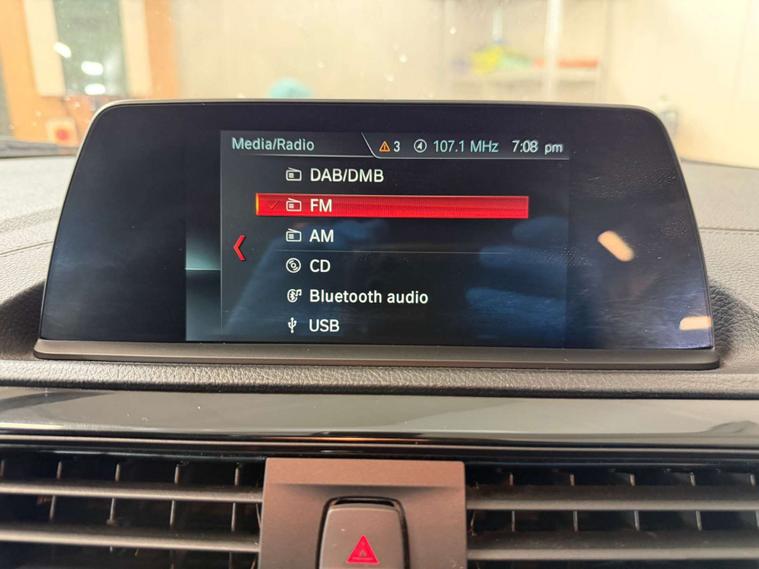 Media/Radio 3 107.1 MHz 7:08 pm
DAB/DMB
FM
AM
CD
Bluetooth audio
USB